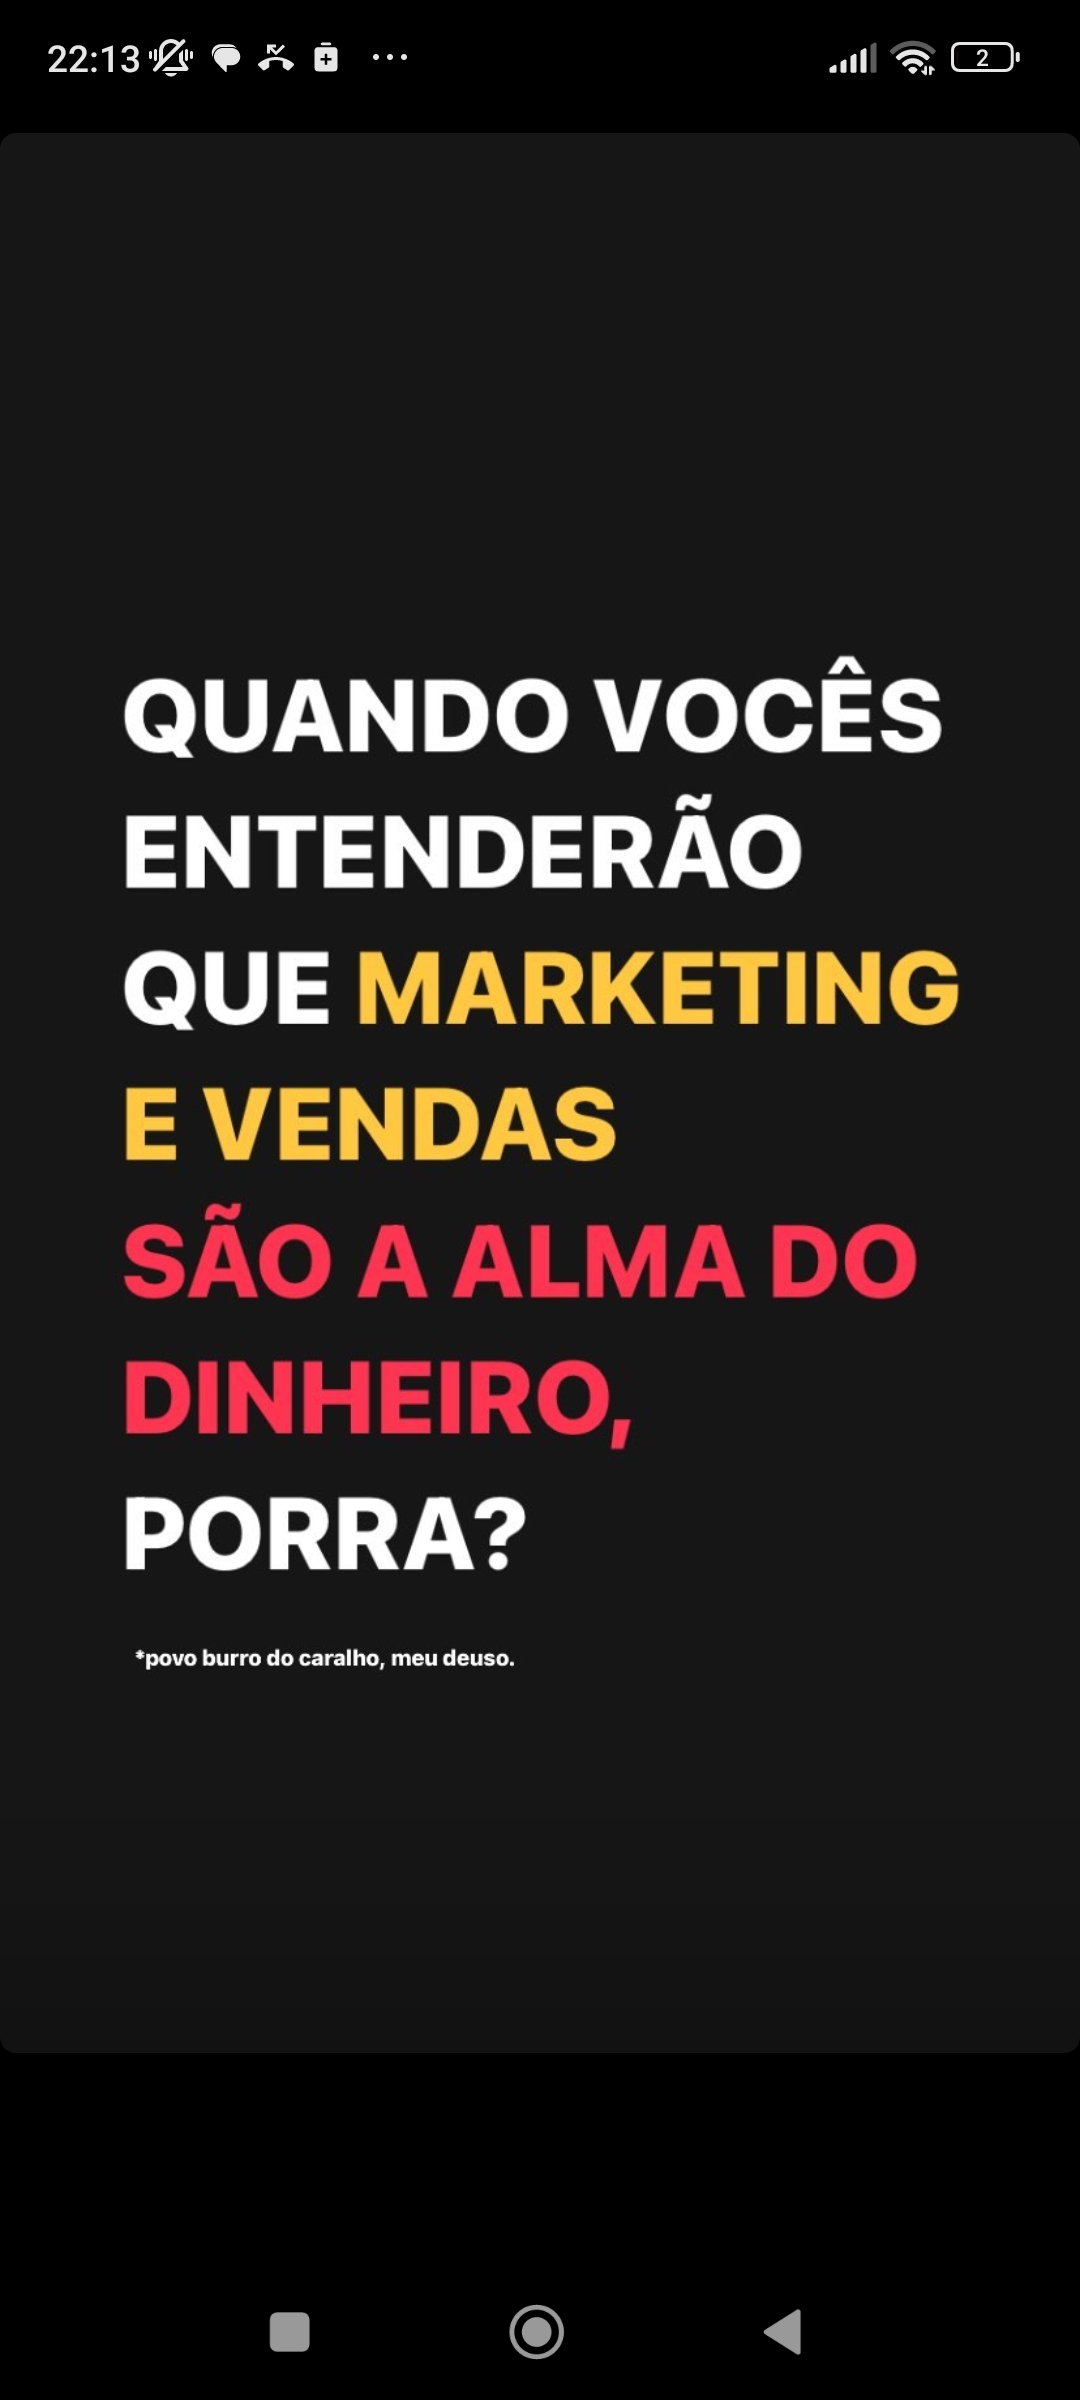 22:13
2
QUANDO VOCÊS
ENTENDERÃO
QUE MARKETING
E VENDAS
SÃO A ALMA DO
DINHEIRO,
PORRA?
*povo burro do caralho, meu deuso.